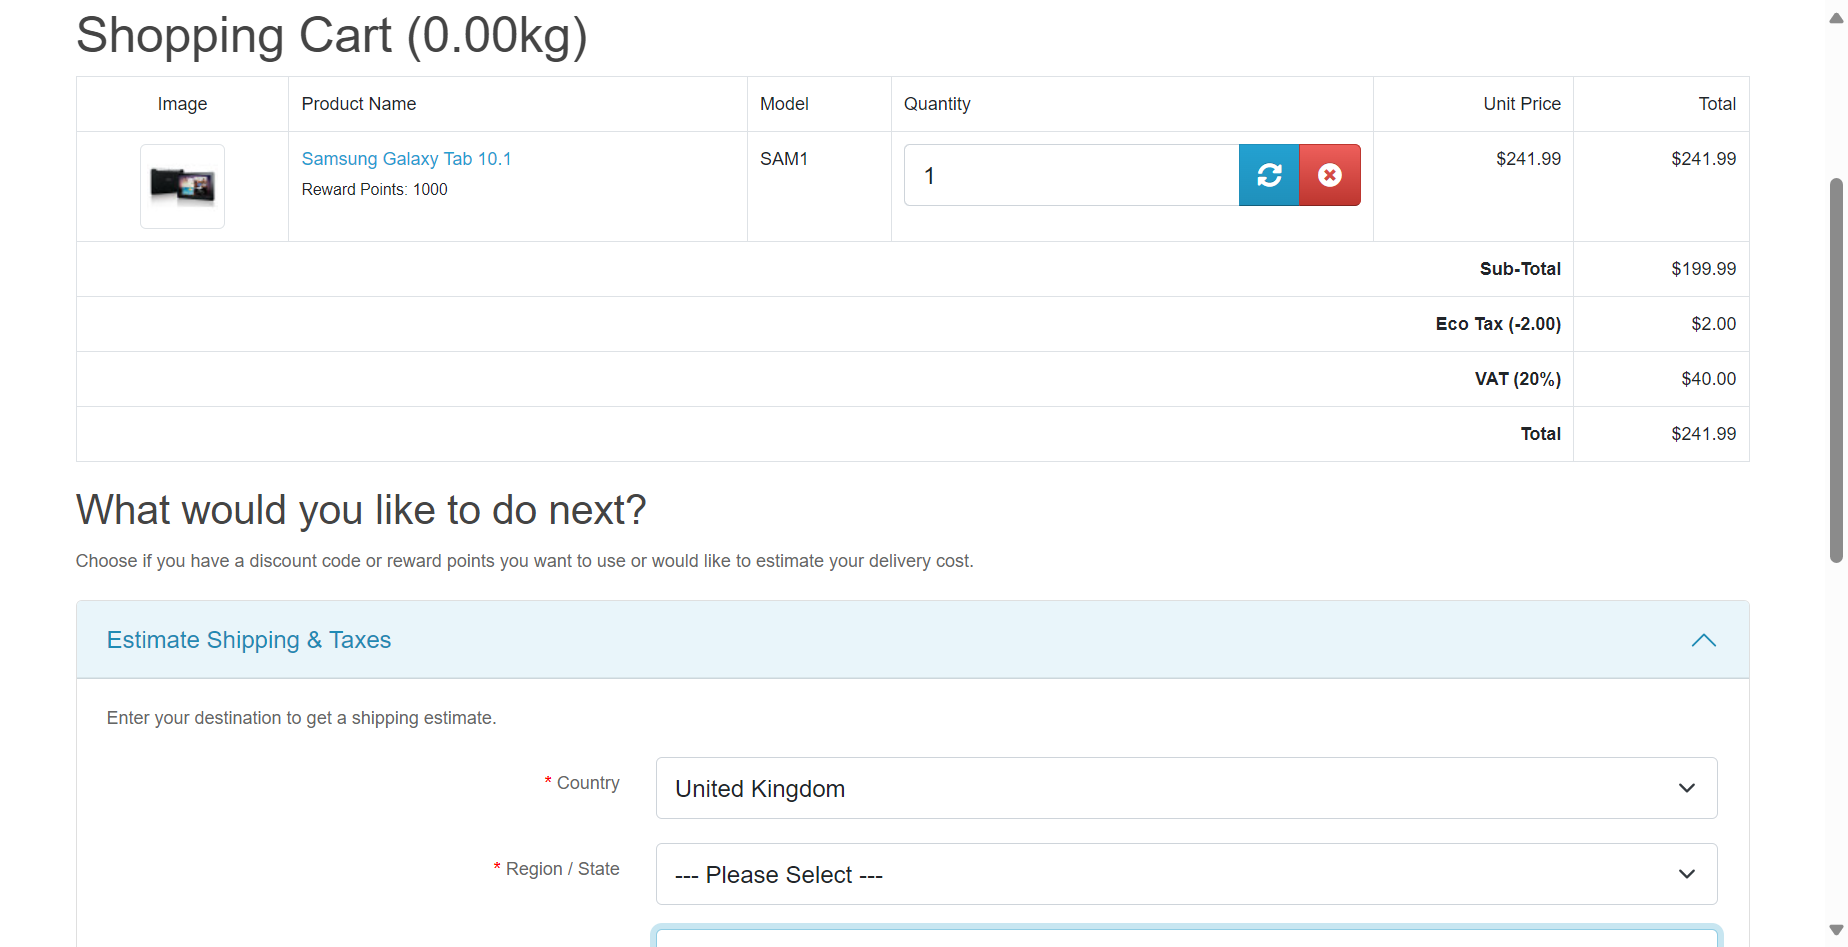 Shopping Cart (0.00kg)
Image Product Name Model Quantity Unit Price Total
Samsung Galaxy Tab 10.1 SAM1 1 $241.99 $241.99
Reward Points: 1000
Sub-Total $199.99
Eco Tax (-2.00) $2.00
VAT (20%) $40.00
Total $241.99
What would you like to do next?
Choose if you have a discount code or reward points you want to use or would like to estimate your delivery cost.
Estimate Shipping & Taxes
Enter your destination to get a shipping estimate.
* Country United Kingdom
* Region / State --- Please Select ---